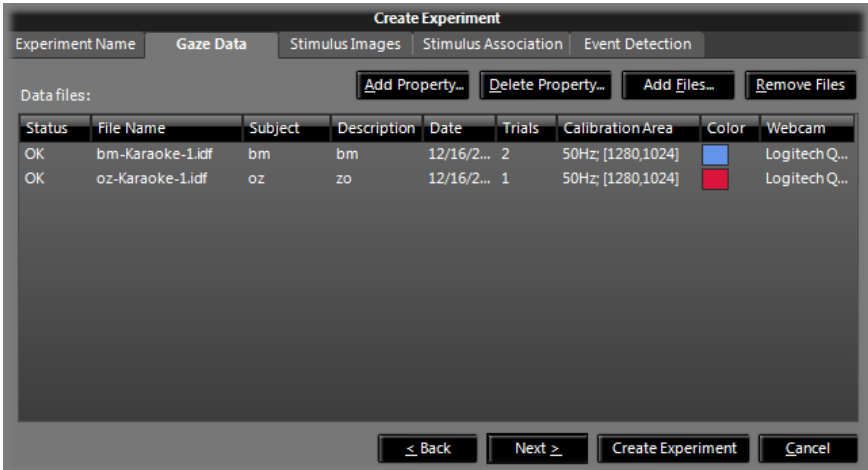 Create Experiment
Experiment Name Gaze Data Stimulus Images Stimulus Association Event Detection
Data files: Add Property... Delete Property... Add Files... Remove Files
Status File Name Subject Description Date Trials Calibration Area Color Webcam
OK bm-Karaoke-1.idf bm bm 12/16/2... 2 50Hz; [1280,1024] Logitech Q...
OK oz-Karaoke-1.idf oz zo 12/16/2... 1 50Hz; [1280,1024] Logitech Q...
< Back Next > Create Experiment Cancel